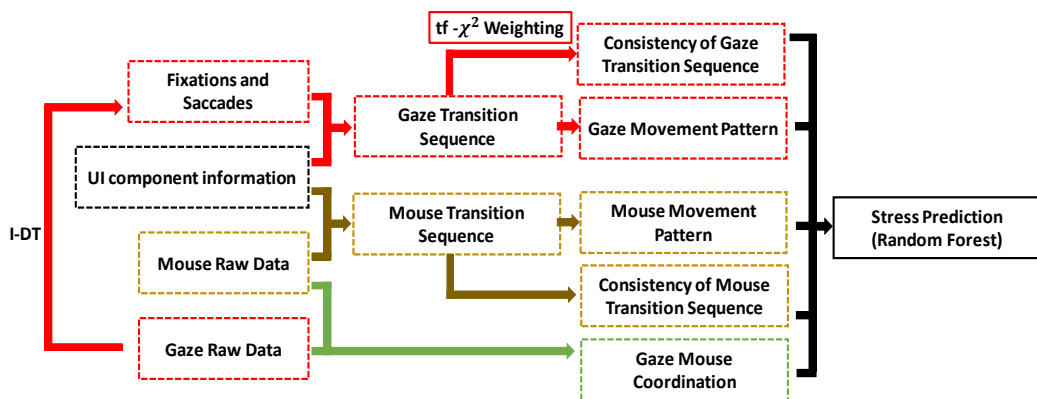 tf -χ² Weighting
Consistency of Gaze
Transition Sequence
Fixations and
Saccades
Gaze Transition
Sequence
Gaze Movement Pattern
UI component information
Mouse Transition
Sequence
Mouse Movement
Pattern
Stress Prediction
(Random Forest)
I-DT
Mouse Raw Data
Consistency of Mouse
Transition Sequence
Gaze Raw Data
Gaze Mouse
Coordination